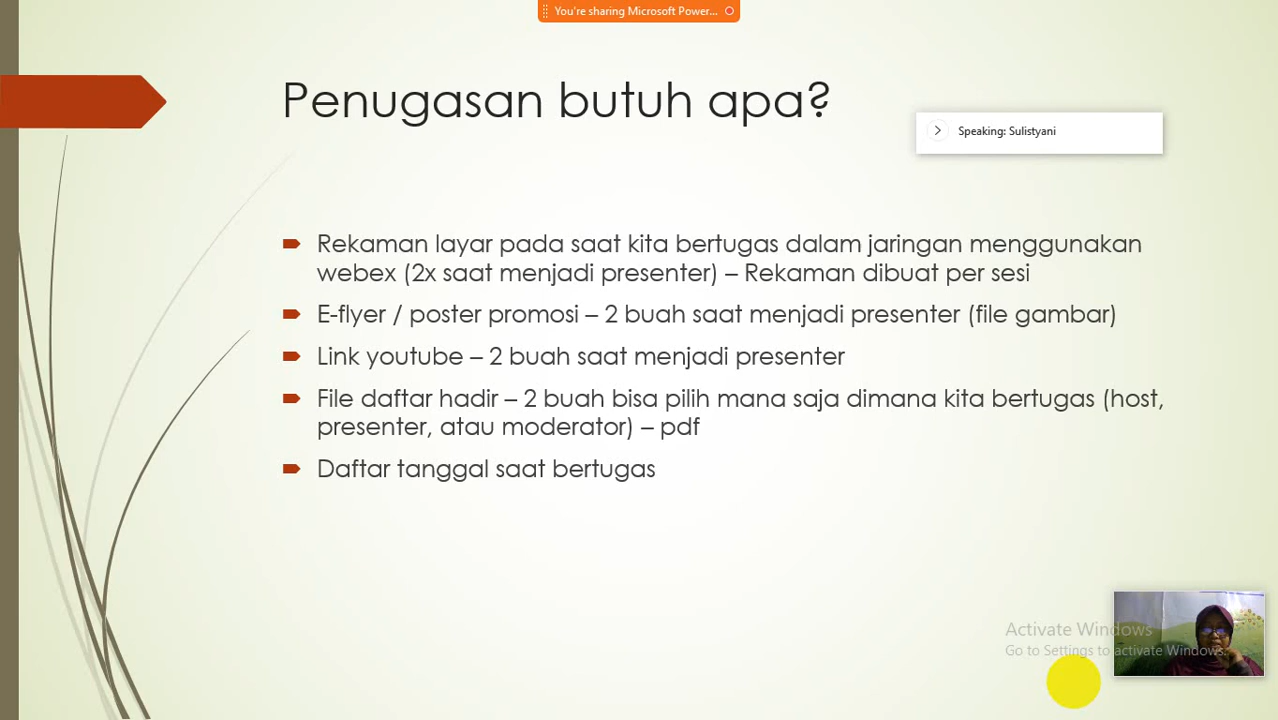 You're sharing Microsoft Power...
Penugasan butuh apa?
Speaking: Sulistyani
Rekaman layar pada saat kita bertugas dalam jaringan menggunakan
webex (2x saat menjadi presenter) – Rekaman dibuat per sesi
E-flyer / poster promosi – 2 buah saat menjadi presenter (file gambar)
Link youtube – 2 buah saat menjadi presenter
File daftar hadir – 2 buah bisa pilih mana saja dimana kita bertugas (host,
presenter, atau moderator) – pdf
Daftar tanggal saat bertugas
Activate Windows
Go to Settings to activate Windows.